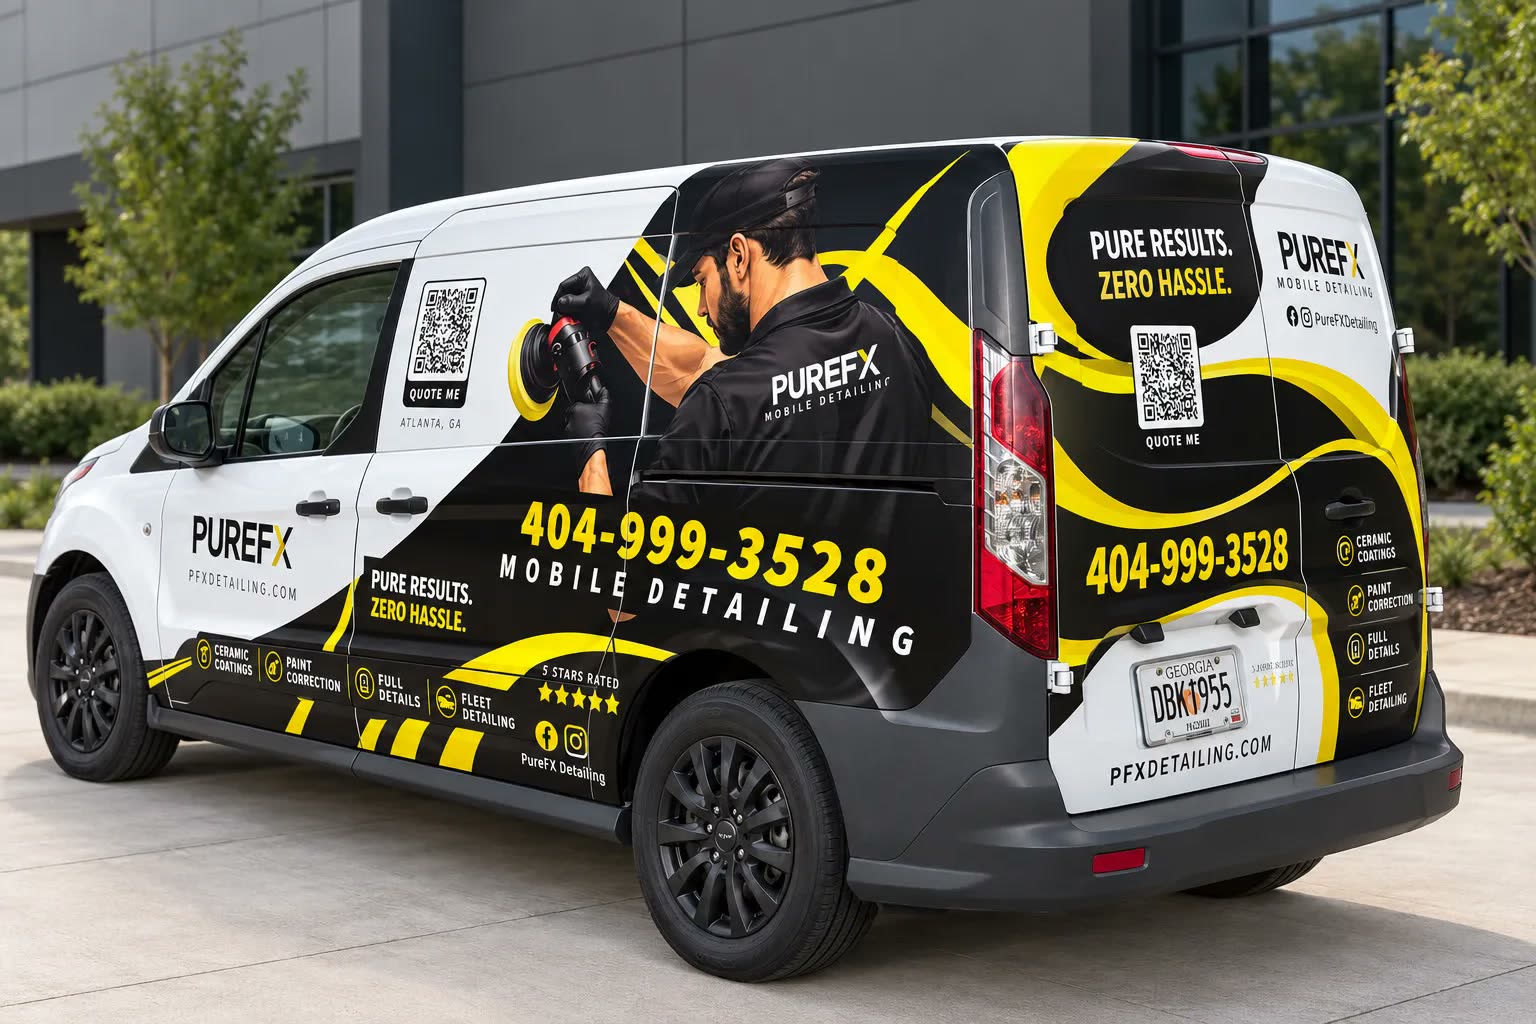 QUOTE ME
ATLANTA, GA
PUREFX
MOBILE DETAILING
PUREFX
PFXDETAILING.COM
404-999-3528
MOBILE DETAILING
PURE RESULTS.
ZERO HASSLE.
CERAMIC
COATINGS
PAINT
CORRECTION
FULL
DETAILS
FLEET
DETAILING
5 STARS RATED
PureFX Detailing
PURE RESULTS.
ZERO HASSLE.
QUOTE ME
PUREFX
MOBILE DETAILING
PureFXDetailing
404-999-3528
CERAMIC
COATINGS
PAINT
CORRECTION
FULL
DETAILS
FLEET
DETAILING
GEORGIA
PFXDETAILING.COM